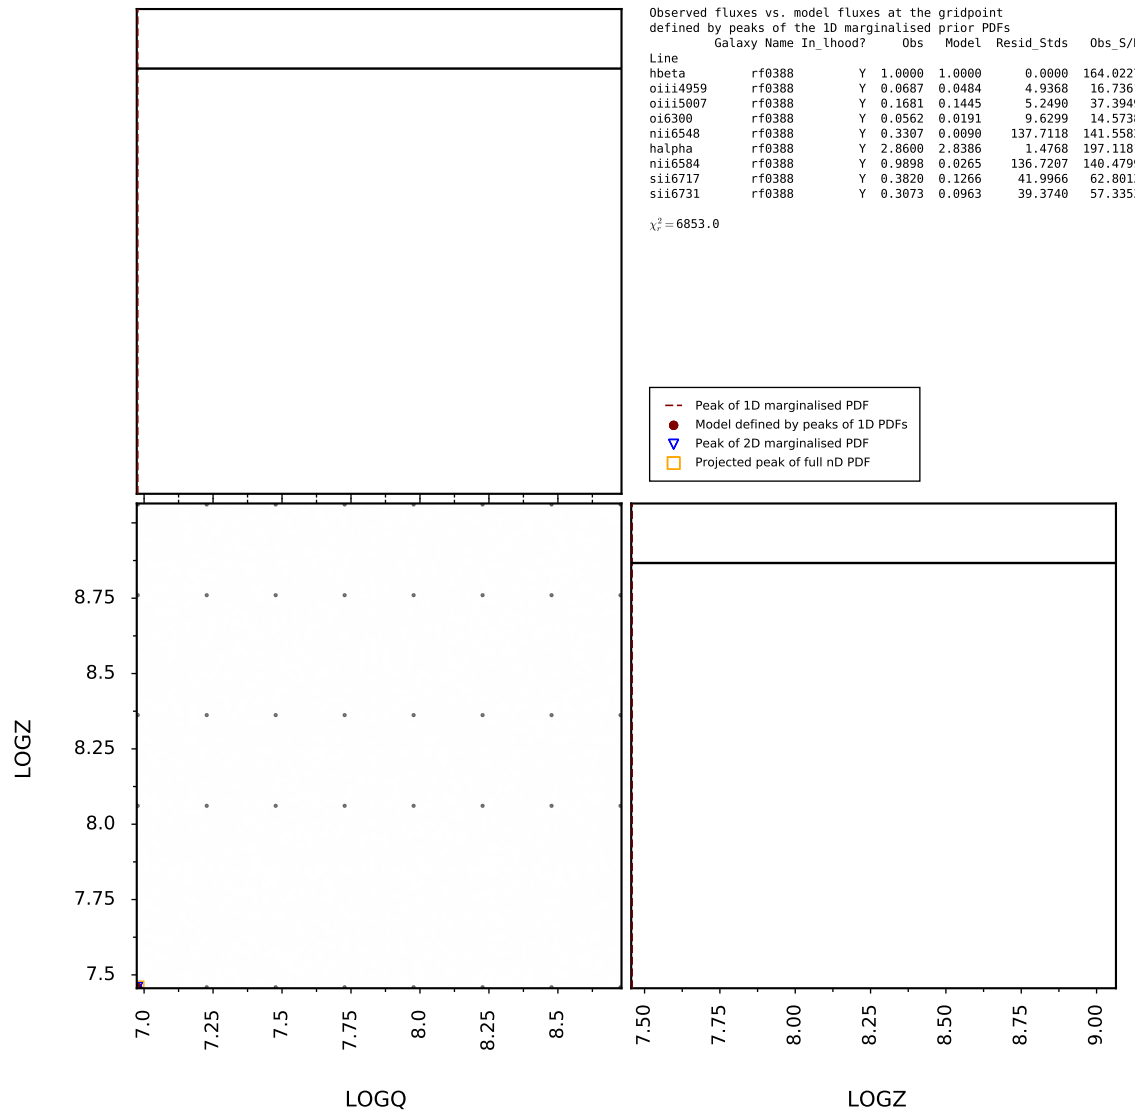 Observed fluxes vs. model fluxes at the gridpoint
defined by peaks of the 1D marginalised prior PDFs
Galaxy Name In_lhood? Obs Model Resid_Stds Obs_S/
Line
hbeta rf0388 Y 1.0000 1.0000 0.0000 164.022
oiii4959 rf0388 Y 0.0687 0.0484 4.9368 16.736
oiii5007 rf0388 Y 0.1681 0.1445 5.2490 37.394
oi6300 rf0388 Y 0.0562 0.0191 9.6299 14.573
nii6548 rf0388 Y 0.3307 0.0090 137.7118 141.558
halpha rf0388 Y 2.8600 2.8386 1.4768 197.118
nii6584 rf0388 Y 0.9898 0.0265 136.7207 140.479
sii6717 rf0388 Y 0.3820 0.1266 41.9966 62.801
sii6731 rf0388 Y 0.3073 0.0963 39.3740 57.335
χ²ᵣ = 6853.0
Peak of 1D marginalised PDF
Model defined by peaks of 1D PDFs
Peak of 2D marginalised PDF
Projected peak of full nD PDF
LOGZ
8.75
8.5
8.25
8.0
7.75
7.5
7.0 7.25 7.5 7.75 8.0 8.25 8.5
7.50 7.75 8.00 8.25 8.50 8.75 9.00
LOGQ
LOGZ